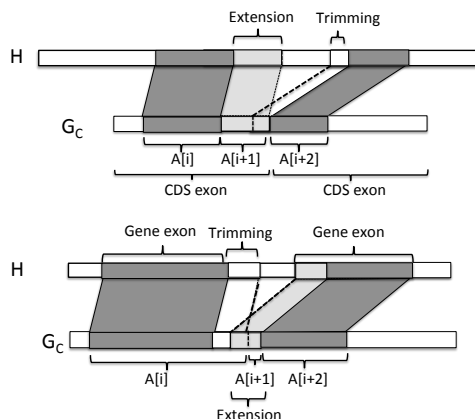 Extension
Trimming
H
G_C
A[i]
A[i+1]
A[i+2]
CDS exon
CDS exon
Gene exon
Trimming
Gene exon
H
G_C
A[i]
A[i+1]
A[i+2]
Extension